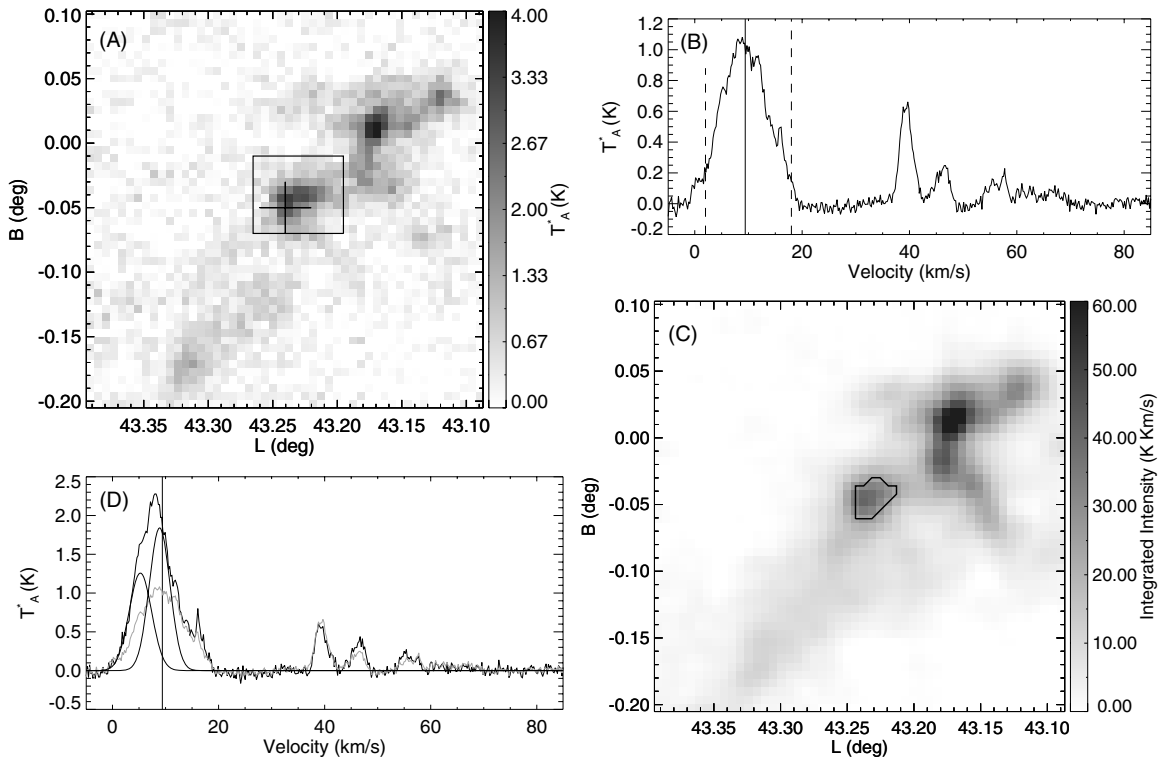 (A)
0.10
0.05
0.00
-0.05
-0.10
-0.15
-0.20
B (deg)
43.35 43.30 43.25 43.20 43.15 43.10
L (deg)
4.00
3.33
2.67
2.00
1.33
0.67
0.00
T*A (K)
(B)
1.2
1.0
0.8
0.6
0.4
0.2
0.0
-0.2
T*A (K)
0 20 40 60 80
Velocity (km/s)
(C)
0.10
0.05
0.00
-0.05
-0.10
-0.15
-0.20
B (deg)
43.35 43.30 43.25 43.20 43.15 43.10
L (deg)
60.00
50.00
40.00
30.00
20.00
10.00
0.00
Integrated Intensity (K Km/s)
(D)
2.5
2.0
1.5
1.0
0.5
0.0
-0.5
T*A (K)
0 20 40 60 80
Velocity (km/s)